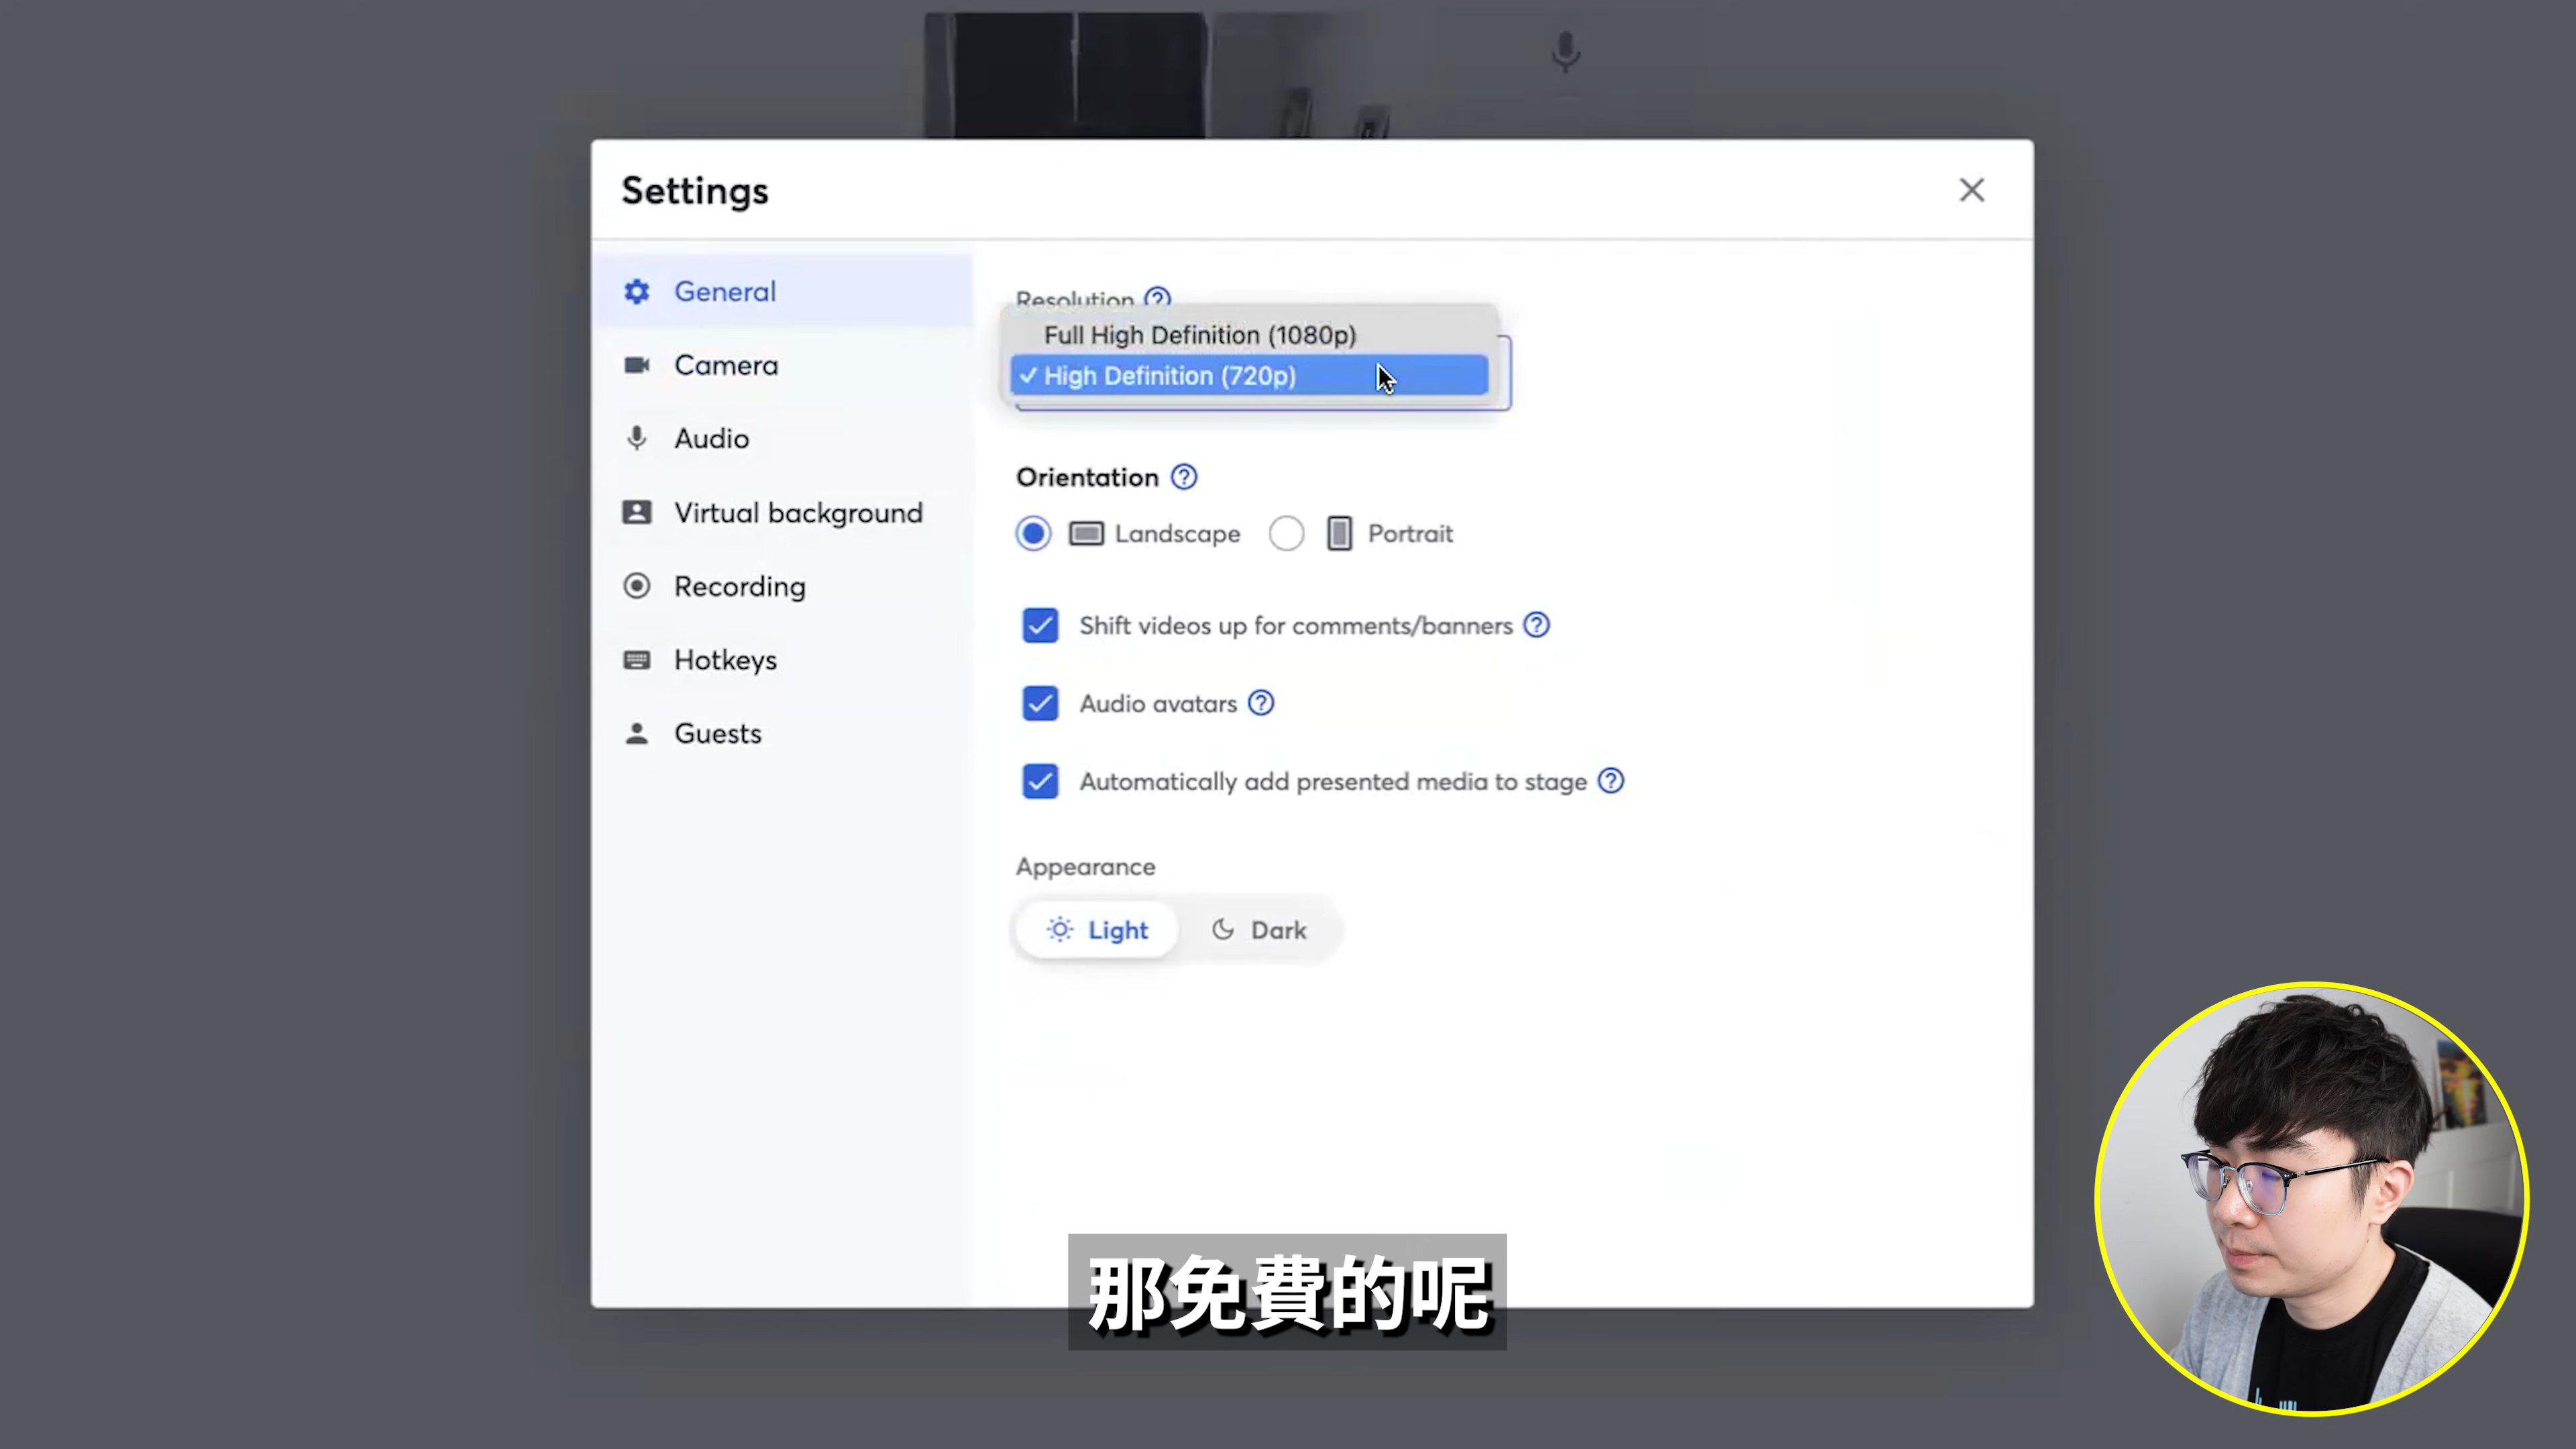 Settings
General
Camera
Audio
Virtual background
Recording
Hotkeys
Guests
Resolution
Full High Definition (1080p)
High Definition (720p)
Orientation
Landscape Portrait
Shift videos up for comments/banners
Audio avatars
Automatically add presented media to stage
Appearance
Light Dark
那免費的呢